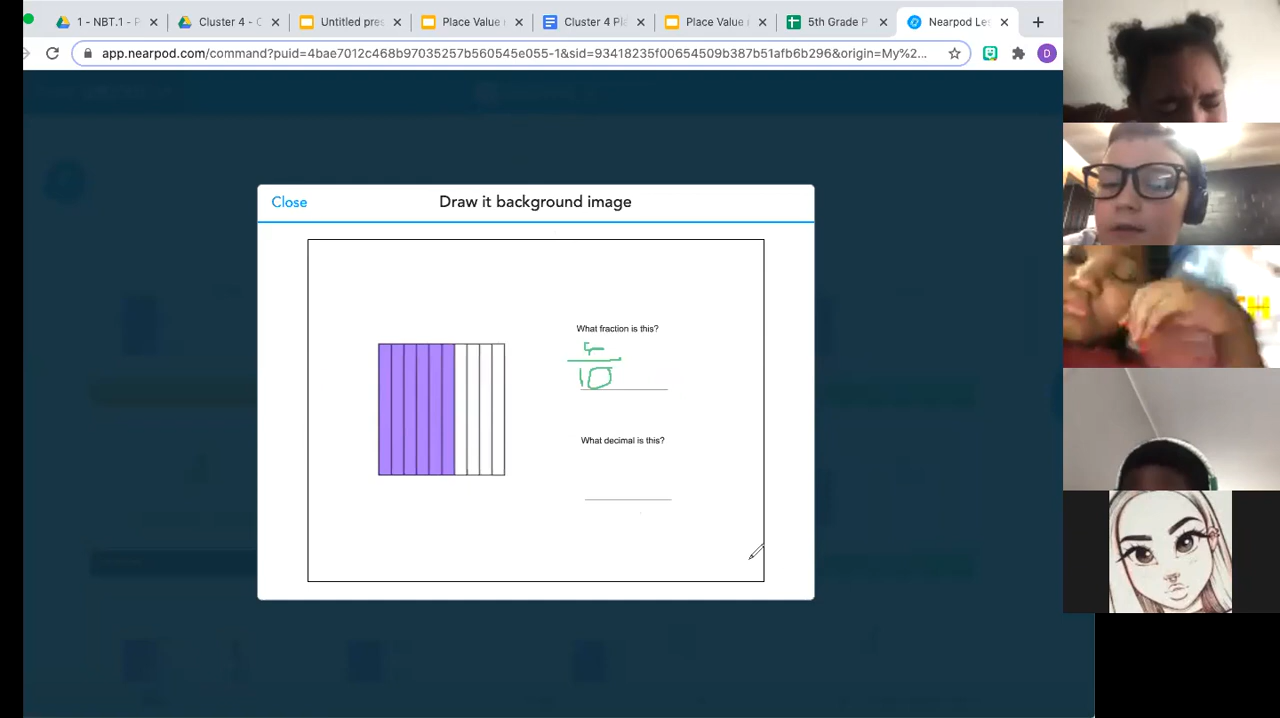 1 - NBT.1 - P
Cluster 4 - C
Untitled pres
Place Value
Cluster 4 Pl
Place Value
5th Grade P
Nearpod Les
app.nearpod.com/command?puid=4bae7012c468b97035257b560545e055-1&sid=93418235f00654509b387b51afb6b296&origin=My%2...
D
Close
Draw it background image
What fraction is this?
10
What decimal is this?